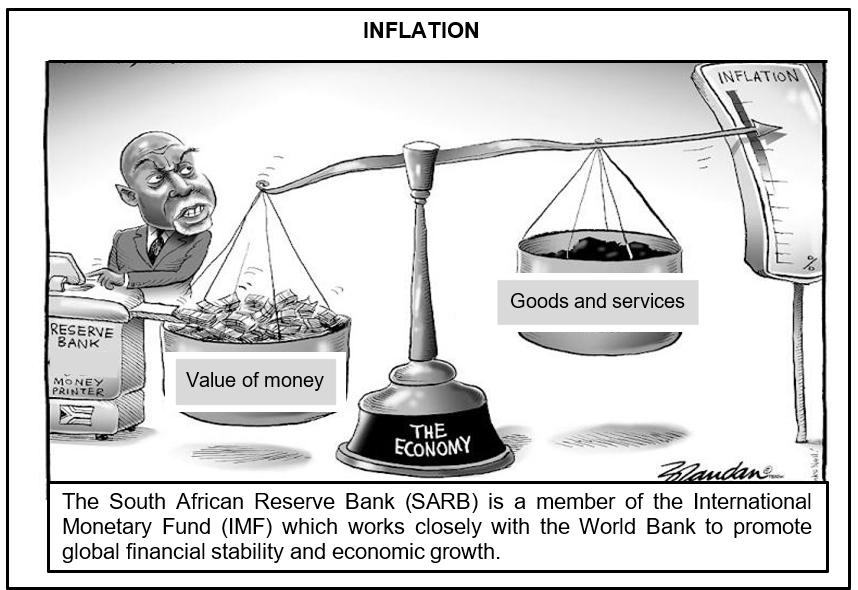 INFLATION
INFLATION
%
RESERVE
BANK
MONEY
PRINTER
Value of money
Goods and services
THE
ECONOMY
Brandan
The South African Reserve Bank (SARB) is a member of the International
Monetary Fund (IMF) which works closely with the World Bank to promote
global financial stability and economic growth.